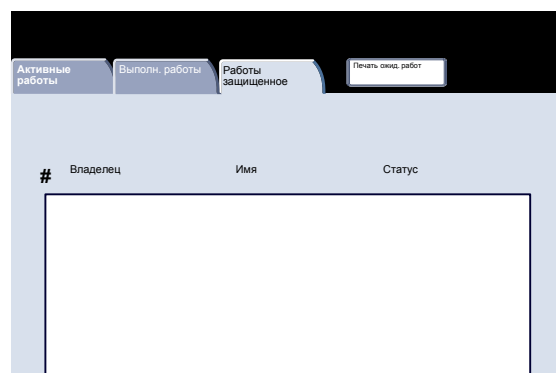 Активные
работы
Выполн. работы
Работы
защищенное
Печать ожид. работ
# Владелец Имя Статус